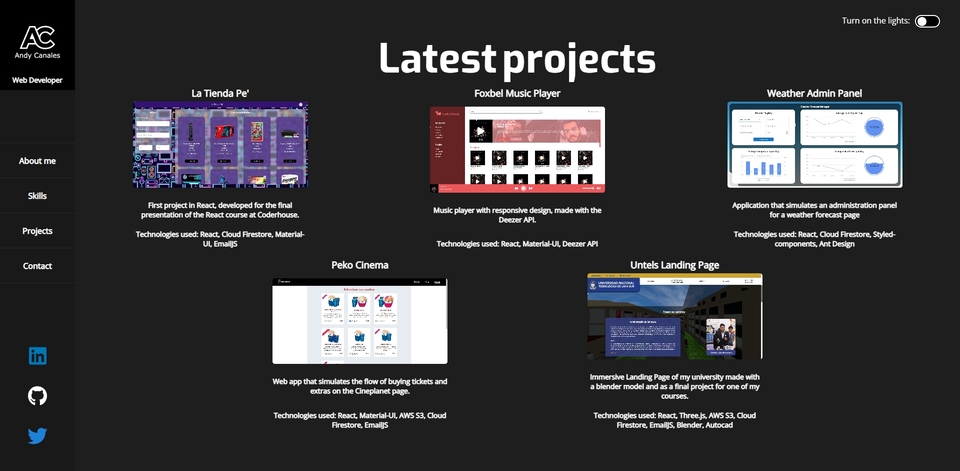 AC
Andy Canales
Web Developer
About me
Skills
Projects
Contact
Turn on the lights:
Latest projects
La Tienda Pe'
First project in React, developed for the final
presentation of the React course at Coderhouse.
Technologies used: React, Cloud Firestore, Material-
UI, EmailJS
Foxbel Music Player
Music player with responsive design, made with the
Deezer API.
Technologies used: React, Material-UI, Deezer API
Weather Admin Panel
Application that simulates an administration panel
for a weather forecast page
Technologies used: React, Cloud Firestore, Styled-
components, Ant Design
Peko Cinema
Web app that simulates the flow of buying tickets and
extras on the Cineplanet page.
Technologies used: React, Material-UI, AWS S3, Cloud
Firestore, EmailJS
Untels Landing Page
UNIVERSIDAD NACIONAL
TECNOLÓGICA DE LIMA SUR
Immersive Landing Page of my university made with
a blender model and as a final project for one of my
courses.
Technologies used: React, Three.js, AWS S3, Cloud
Firestore, EmailJS, Blender, Autocad